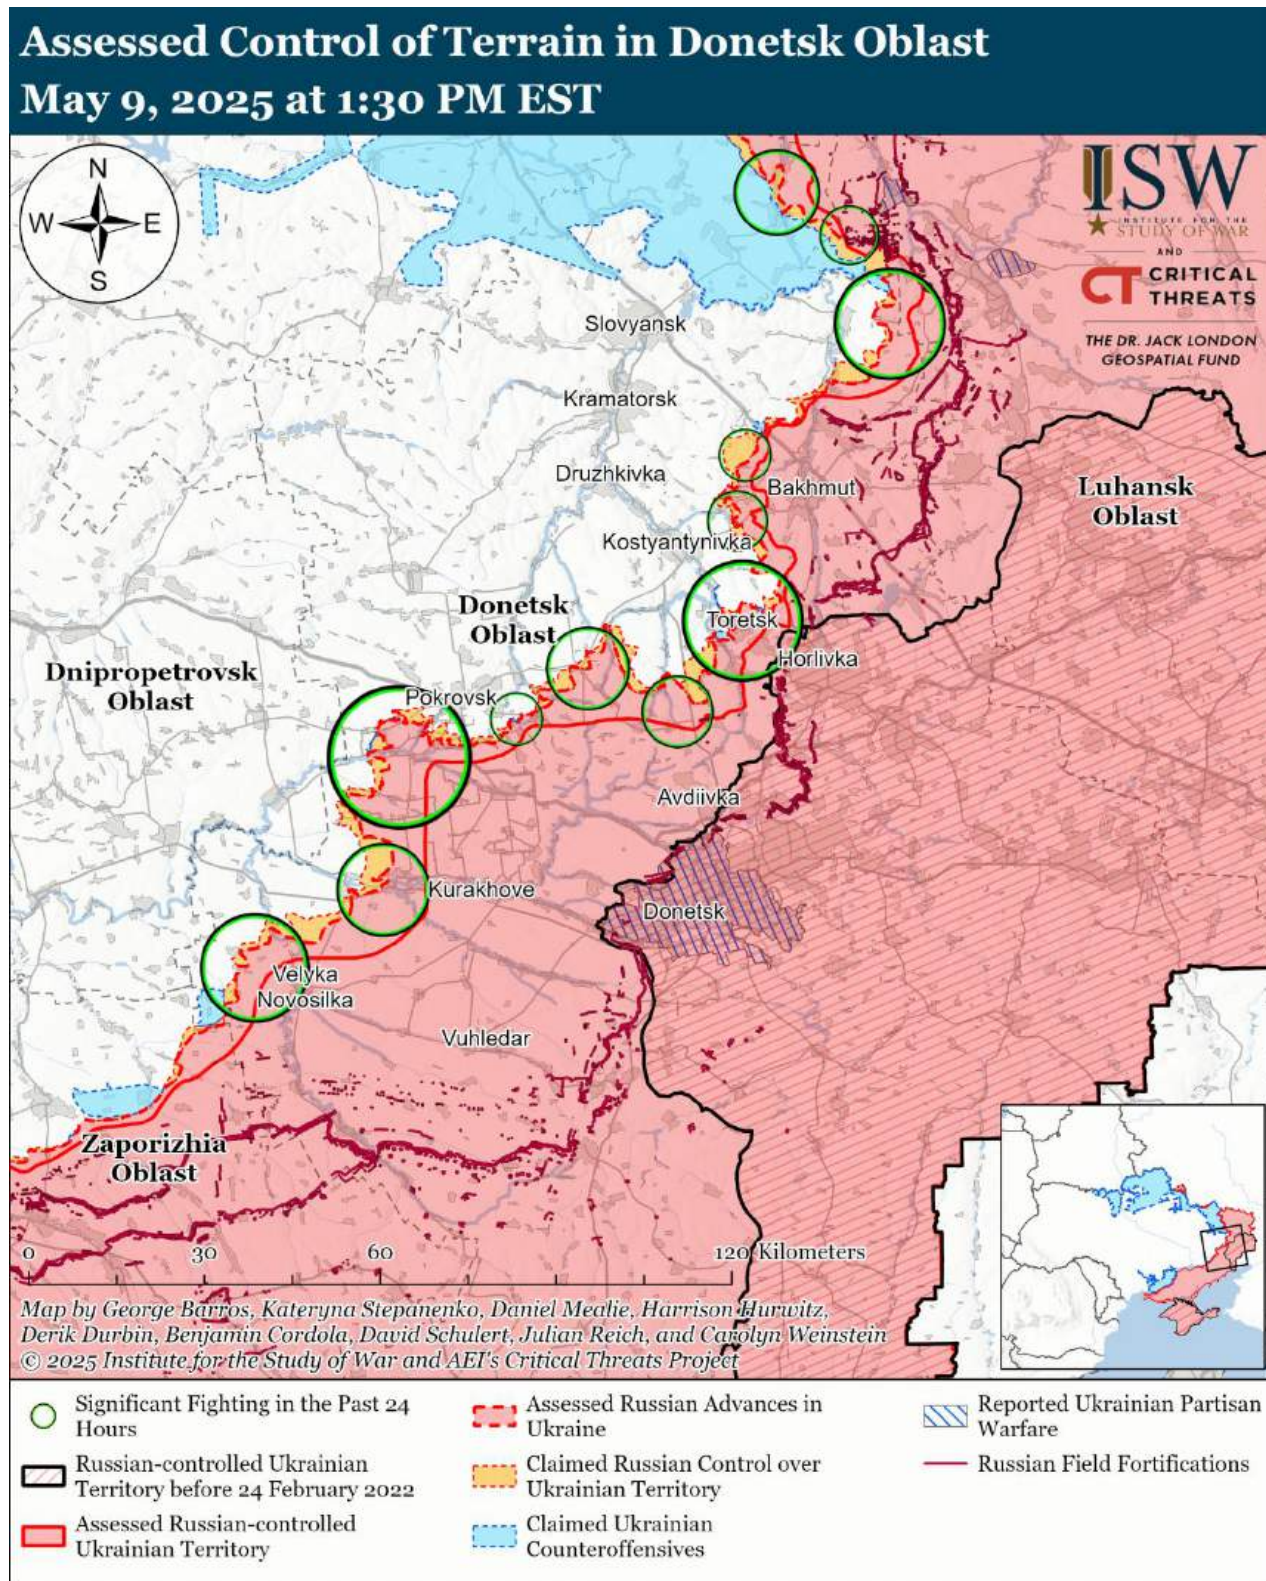 Assessed Control of Terrain in Donetsk Oblast
May 9, 2025 at 1:30 PM EST
N
W
E
S
ISW
INSTITUTE FOR THE
STUDY OF WAR
AND
CT
CRITICAL
THREATS
THE DR. JACK LONDON
GEOSPATIAL FUND
Slovyansk
Kramatorsk
Druzhkivka
Bakhmut
Luhansk
Oblast
Kostyantynivka
Donetsk
Oblast
Toretsk
Horlivka
Dnipropetrovsk
Oblast
Pokrovsk
Avdiivka
Kurakhove
Donetsk
Velyka
Novosilka
Vuhledar
Zaporizhia
Oblast
0
30
60
120 Kilometers
Map by George Barros, Kateryna Stepanenko, Daniel Mealie, Harrison Hurwitz,
Derik Durbin, Benjamin Cordola, David Schulert, Julian Reich, and Carolyn Weinstein
© 2025 Institute for the Study of War and AEI's Critical Threats Project
Significant Fighting in the Past 24
Hours
Russian-controlled Ukrainian
Territory before 24 February 2022
Assessed Russian-controlled
Ukrainian Territory
Assessed Russian Advances in
Ukraine
Claimed Russian Control over
Ukrainian Territory
Claimed Ukrainian
Counteroffensives
Reported Ukrainian Partisan
Warfare
Russian Field Fortifications